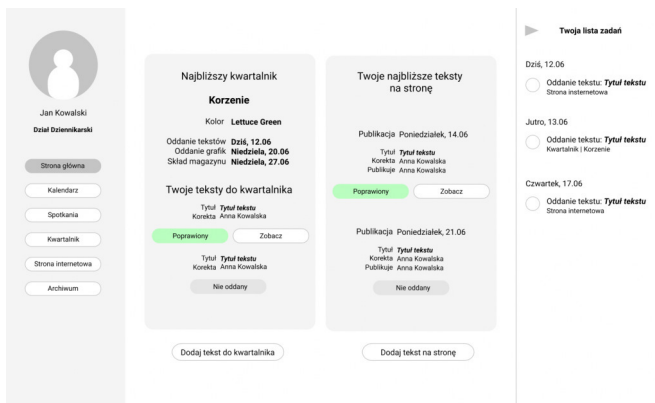 Jan Kowalski
Dział Dziennikarski
Strona główna
Kalendarz
Spotkania
Kwartalnik
Strona internetowa
Archiwum
Najbliższy kwartalnik
Korzenie
Kolor Lettuce Green
Oddanie tekstów Dziś, 12.06
Oddanie grafik Niedziela, 20.06
Skład magazynu Niedziela, 27.06
Twoje teksty do kwartalnika
Tytuł Tytuł tekstu
Korekta Anna Kowalska
Poprawiony
Zobacz
Tytuł Tytuł tekstu
Korekta Anna Kowalska
Nie oddany
Dodaj tekst do kwartalnika
Twoje najbliższe teksty
na stronę
Publikacja Poniedziałek, 14.06
Tytuł Tytuł tekstu
Korekta Anna Kowalska
Publikuje Anna Kowalska
Poprawiony
Zobacz
Publikacja Poniedziałek, 21.06
Tytuł Tytuł tekstu
Korekta Anna Kowalska
Publikuje Anna Kowalska
Nie oddany
Dodaj tekst na stronę
Twoja lista zadań
Dziś, 12.06
Oddanie tekstu: Tytuł tekstu
Strona insternetowa
Jutro, 13.06
Oddanie tekstu: Tytuł tekstu
Kwartalnik | Korzenie
Czwartek, 17.06
Oddanie tekstu: Tytuł tekstu
Strona internetowa